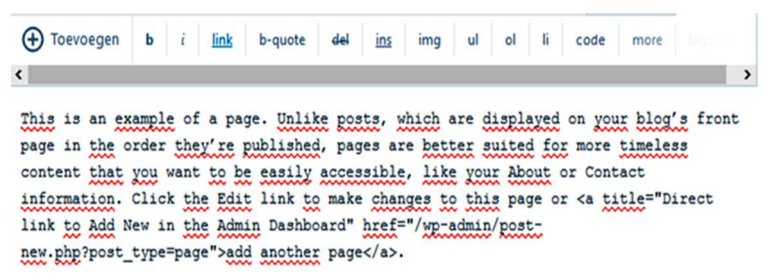 Toevoegen b i link b-quote del ins img ul ol li code more
This is an example of a page. Unlike posts, which are displayed on your blog's front
page in the order they're published, pages are better suited for more timeless
content that you want to be easily accessible, like your About or Contact
information. Click the Edit link to make changes to this page or <a title="Direct
link to Add New in the Admin Dashboard" href="/wp-admin/post-
new.php?post_type=page">add another page</a>.